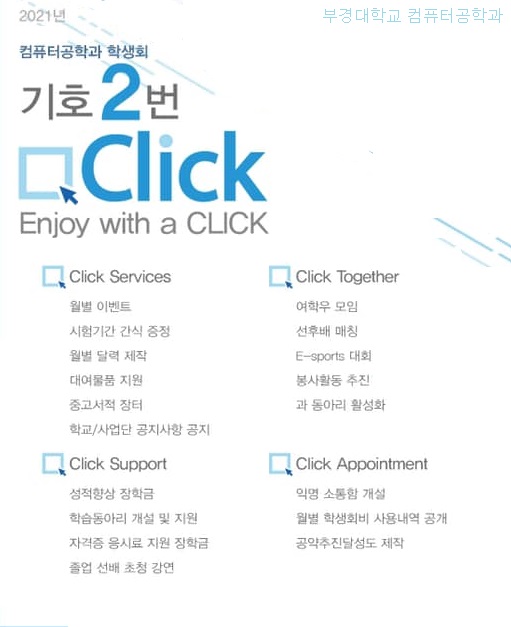 2021년
부경대학교 컴퓨터공학과
컴퓨터공학과 학생회
기호 2번
Click
Enjoy with a CLICK
Click Services
월별 이벤트
시험기간 간식 증정
월별 달력 제작
대여물품 지원
중고서적 장터
학교/사업단 공지사항 공지
Click Together
여학우 모임
선후배 매칭
E-sports 대회
봉사활동 추진
과 동아리 활성화
Click Support
성적향상 장학금
학습동아리 개설 및 지원
자격증 응시료 지원 장학금
졸업 선배 초청 강연
Click Appointment
익명 소통함 개설
월별 학생회비 사용내역 공개
공약추진달성도 제작